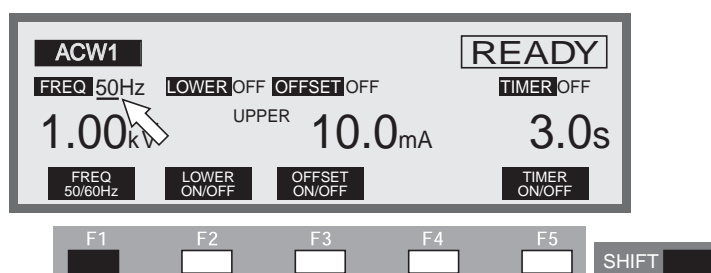 ACW1 READY
FREQ 50Hz LOWER OFF OFFSET OFF TIMER OFF
1.00kV UPPER 10.0mA 3.0s
FREQ 50/60Hz LOWER ON/OFF OFFSET ON/OFF TIMER ON/OFF
F1 F2 F3 F4 F5
SHIFT